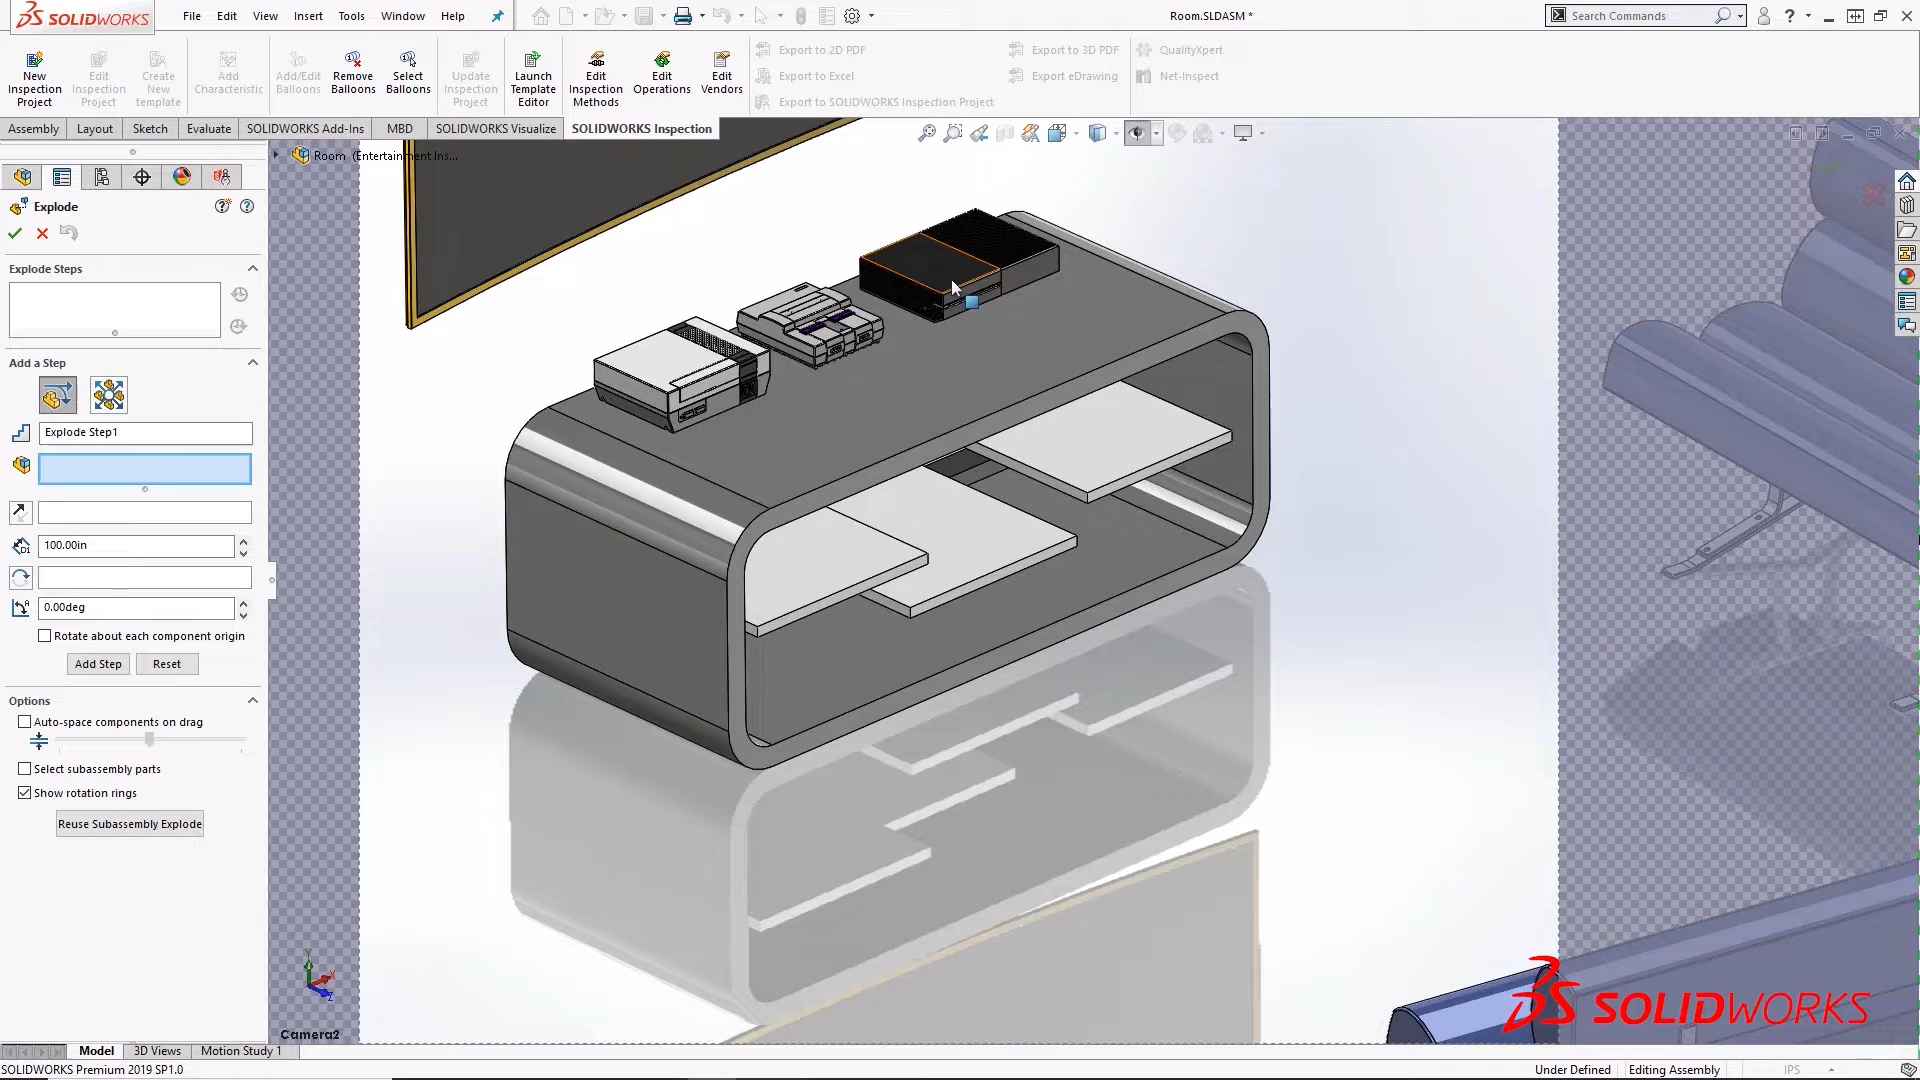 SOLIDWORKS
File Edit View Insert Tools Window Help
Room.SLDASM *
Search Commands
New Inspection Project
Edit Inspection Project
Create New template
Add Characteristic
Add/Edit Balloons
Remove Balloons
Select Balloons
Update Inspection Project
Launch Template Editor
Edit Inspection Methods
Edit Operations
Edit Vendors
Export to 2D PDF
Export to Excel
Export to SOLIDWORKS Inspection Project
Export to 3D PDF
Export eDrawing
QualityXpert
Net-Inspect
Assembly Layout Sketch Evaluate SOLIDWORKS Add-Ins MBD SOLIDWORKS Visualize SOLIDWORKS Inspection
Room (Entertainment Ins...
Explode
Explode Steps
Add a Step
Explode Step1
100.00in
0.00deg
Rotate about each component origin
Add Step Reset
Options
Auto-space components on drag
Select subassembly parts
Show rotation rings
Reuse Subassembly Explode
Y
X
Z
Camera2
SOLIDWORKS
Model 3D Views Motion Study 1
SOLIDWORKS Premium 2019 SP1.0
Under Defined Editing Assembly IPS